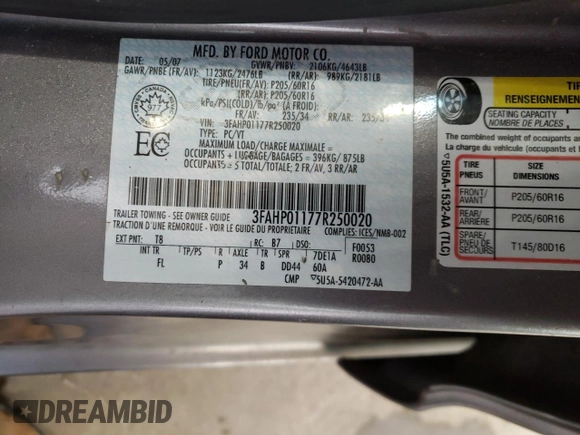 MFD. BY FORD MOTOR CO.
DATE: 05/07 GVWR/PNBV: 2106KG/4643LB
GAWR/PNBE (FR/AV): 1123KG/2476LB (RR/AR): 989KG/2181LB
TIRE/PNEU(FR/AV): P205/60R16
(RR/AR): P205/60R16
kPa/PSI(COLD)/lb/po² (A FROID):
FR/AV: 235/34 RR/AR: 235/34
VIN: 3FAHP01177R250020
TYPE: PC/VT
MAXIMUM LOAD/CHARGE MAXIMALE =
OCCUPANTS + LUGGAGE/BAGAGES = 396KG/ 875LB
OCCUPANTS = 5 TOTAL/TOTALE; 2 FR/AV, 3 RR/AR
977
EC
3FAHP01177R250020
TRAILER TOWING - SEE OWNER GUIDE
TRACTION D'UNE REMORQUE - VOIR LE GUIDE DU PROPRIETAIRE COMPLIES: ICES/NMB-002
EXT PNT: T8 RC: B7 DSO: F0053
INT TR TP/PS R AXLE TR SPR 7DE1A R0080
FL P 34 B DD44 60A
CMP 5U5A-5420472-AA
TI
RENSEIGNEMEN
SEATING CAPACITY
NOMBRE DE PLACES
The combined weight of occupants
La charge du véhicule, occupants
TIRE PNEUS SIZE DIMENSIONS
FRONT/ AVANT P205/60R16
REAR/ ARRIÈRE P205/60R16
SPARE/ PNEU DE SECOURS T145/80D16
5U5A-1532-AA (TLG)
DREAMBID